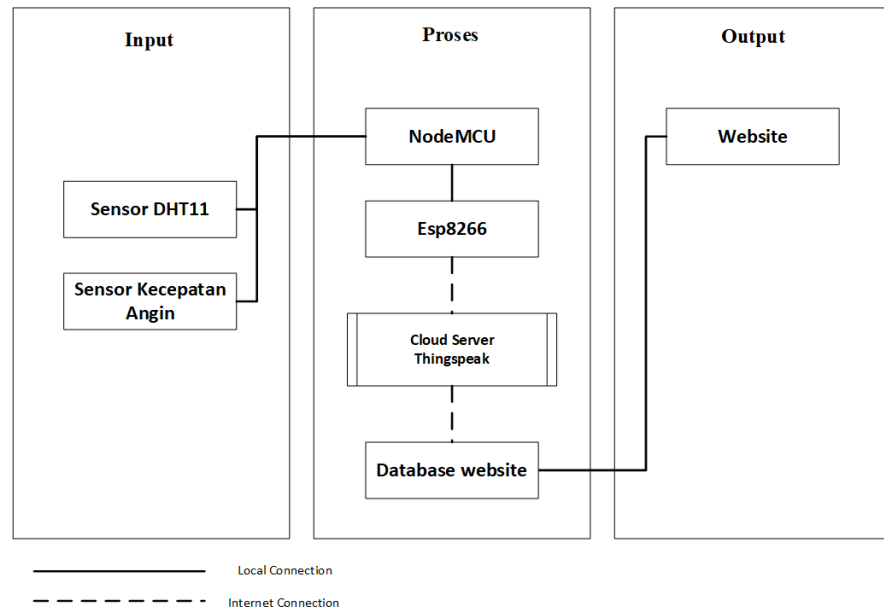 Input
Proses
Output
NodeMCU
Website
Sensor DHT11
Esp8266
Sensor Kecepatan
Angin
Cloud Server
Thingspeak
Database website
Local Connection
Internet Connection